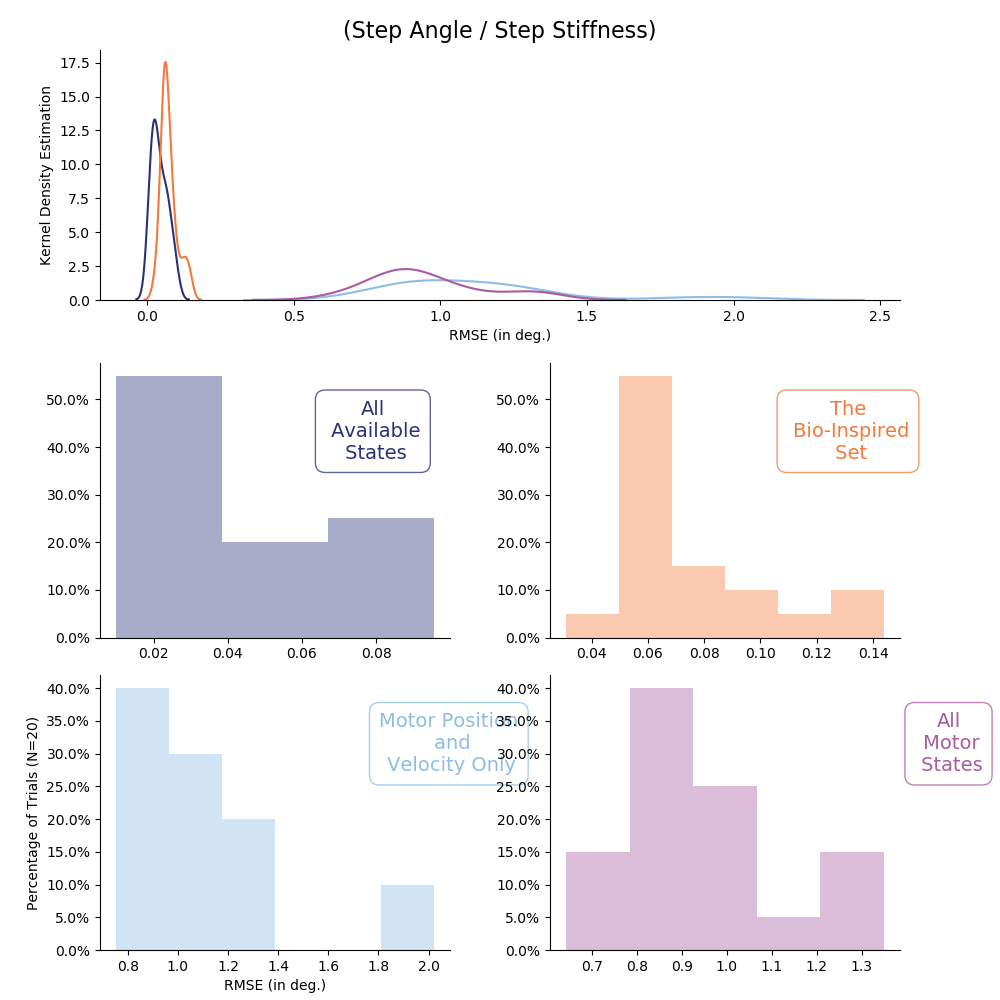 (Step Angle / Step Stiffness)
Kernel Density Estimation
17.5
15.0
12.5
10.0
7.5
5.0
2.5
0.0
0.0 0.5 1.0 1.5 2.0 2.5
RMSE (in deg.)
50.0%
40.0%
30.0%
20.0%
10.0%
0.0%
All
Available
States
0.02 0.04 0.06 0.08
50.0%
40.0%
30.0%
20.0%
10.0%
0.0%
The
Bio-Inspired
Set
0.04 0.06 0.08 0.10 0.12 0.14
Percentage of Trials (N=20)
40.0%
35.0%
30.0%
25.0%
20.0%
15.0%
10.0%
5.0%
0.0%
Motor Position
and
Velocity Only
0.8 1.0 1.2 1.4 1.6 1.8 2.0
RMSE (in deg.)
40.0%
35.0%
30.0%
25.0%
20.0%
15.0%
10.0%
5.0%
0.0%
All
Motor
States
0.7 0.8 0.9 1.0 1.1 1.2 1.3